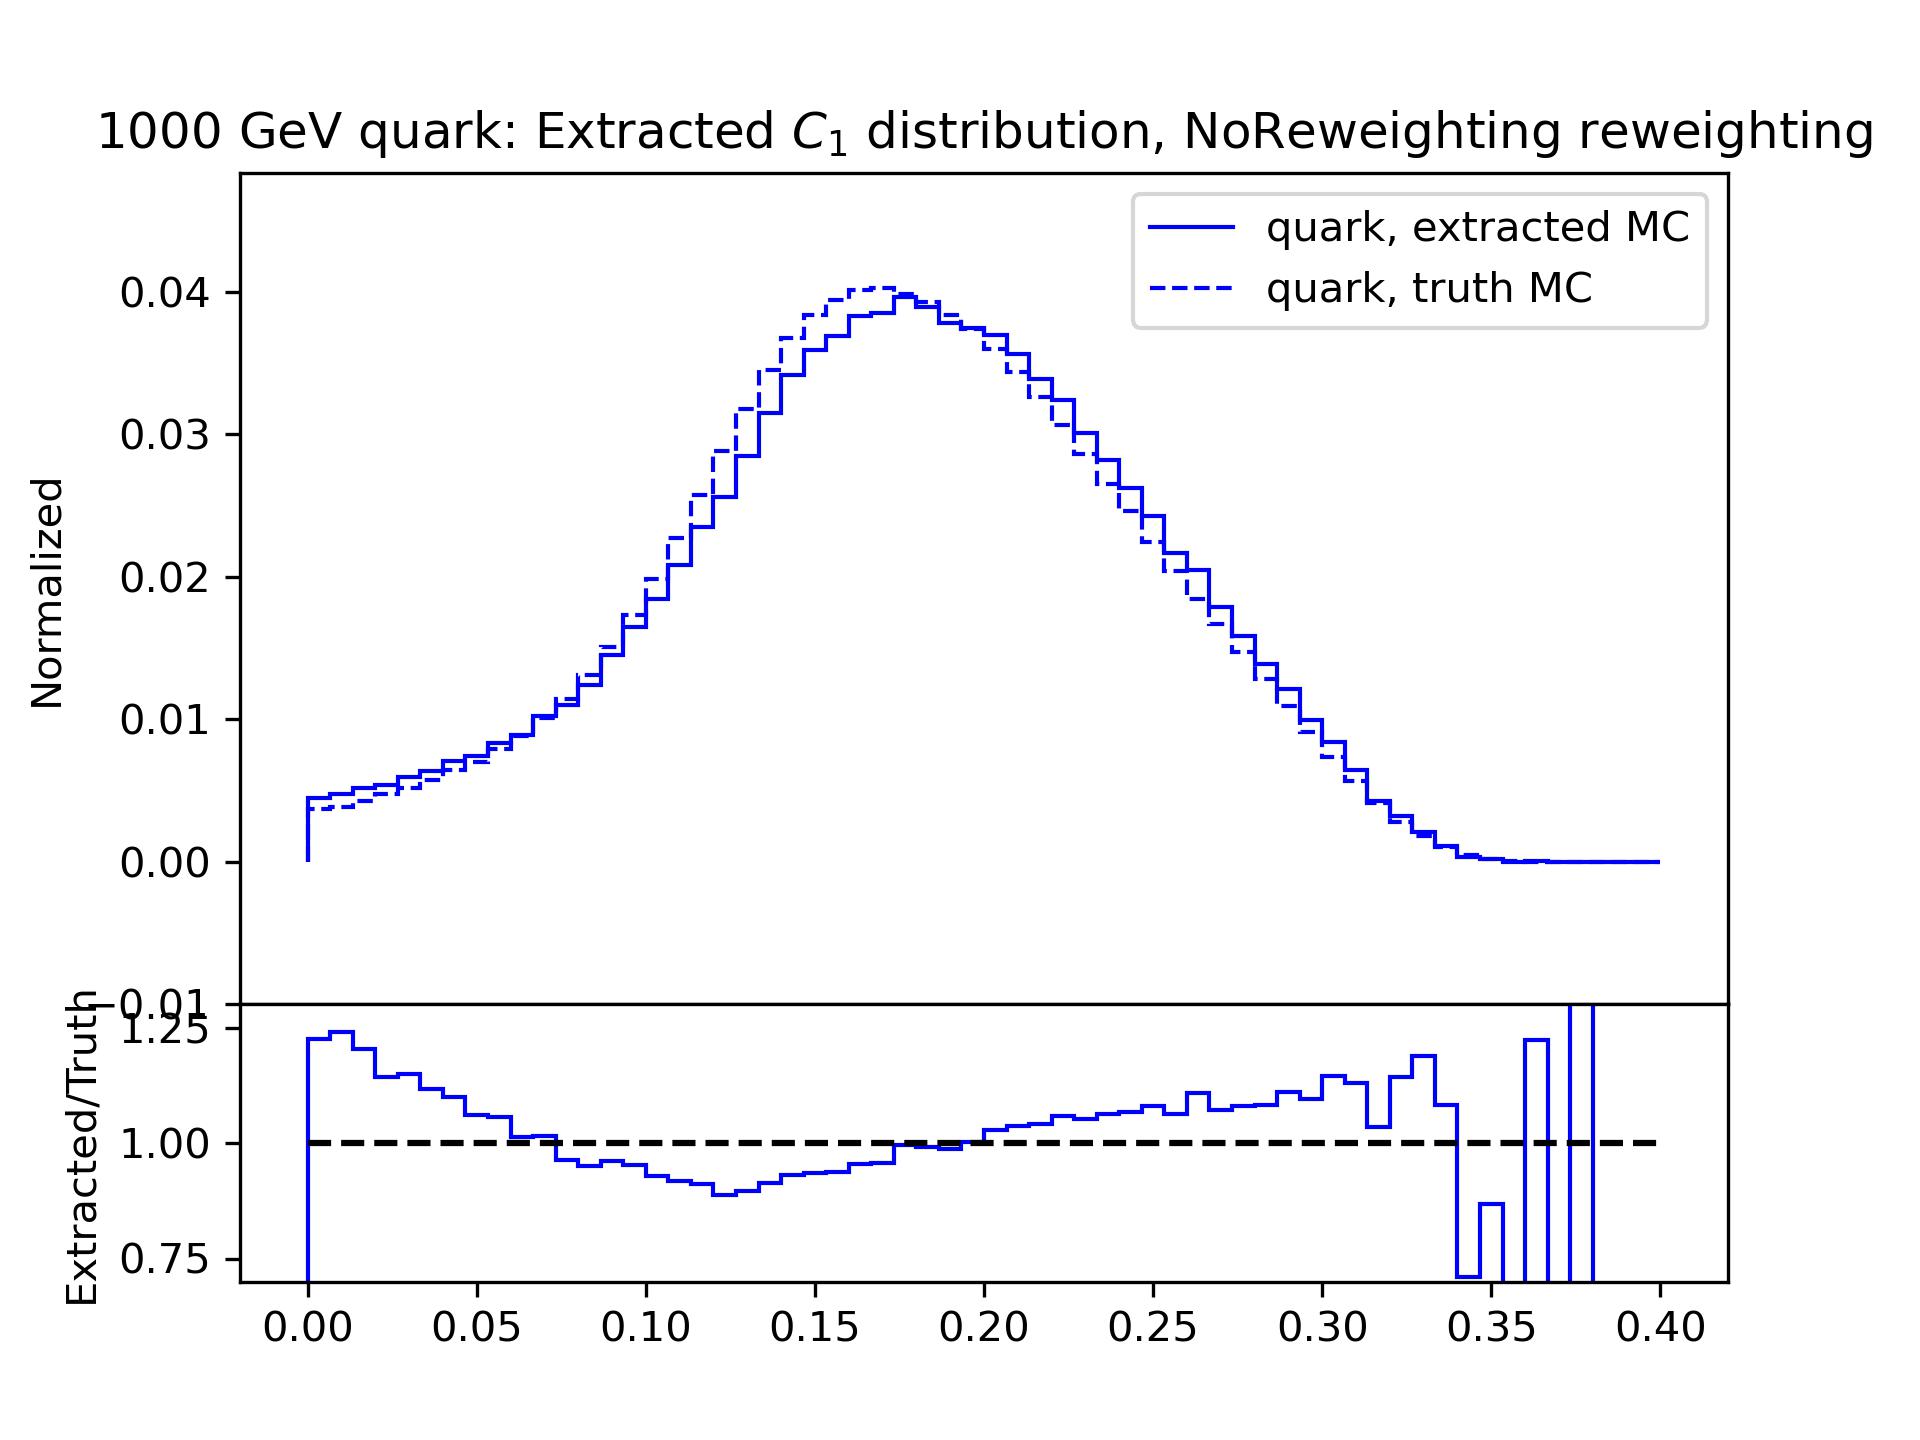 1000 GeV quark: Extracted C₁ distribution, NoReweighting reweighting
quark, extracted MC
quark, truth MC
Normalized
0.04
0.03
0.02
0.01
0.00
−0.01
Extracted/Truth
1.25
1.00
0.75
0.00 0.05 0.10 0.15 0.20 0.25 0.30 0.35 0.40